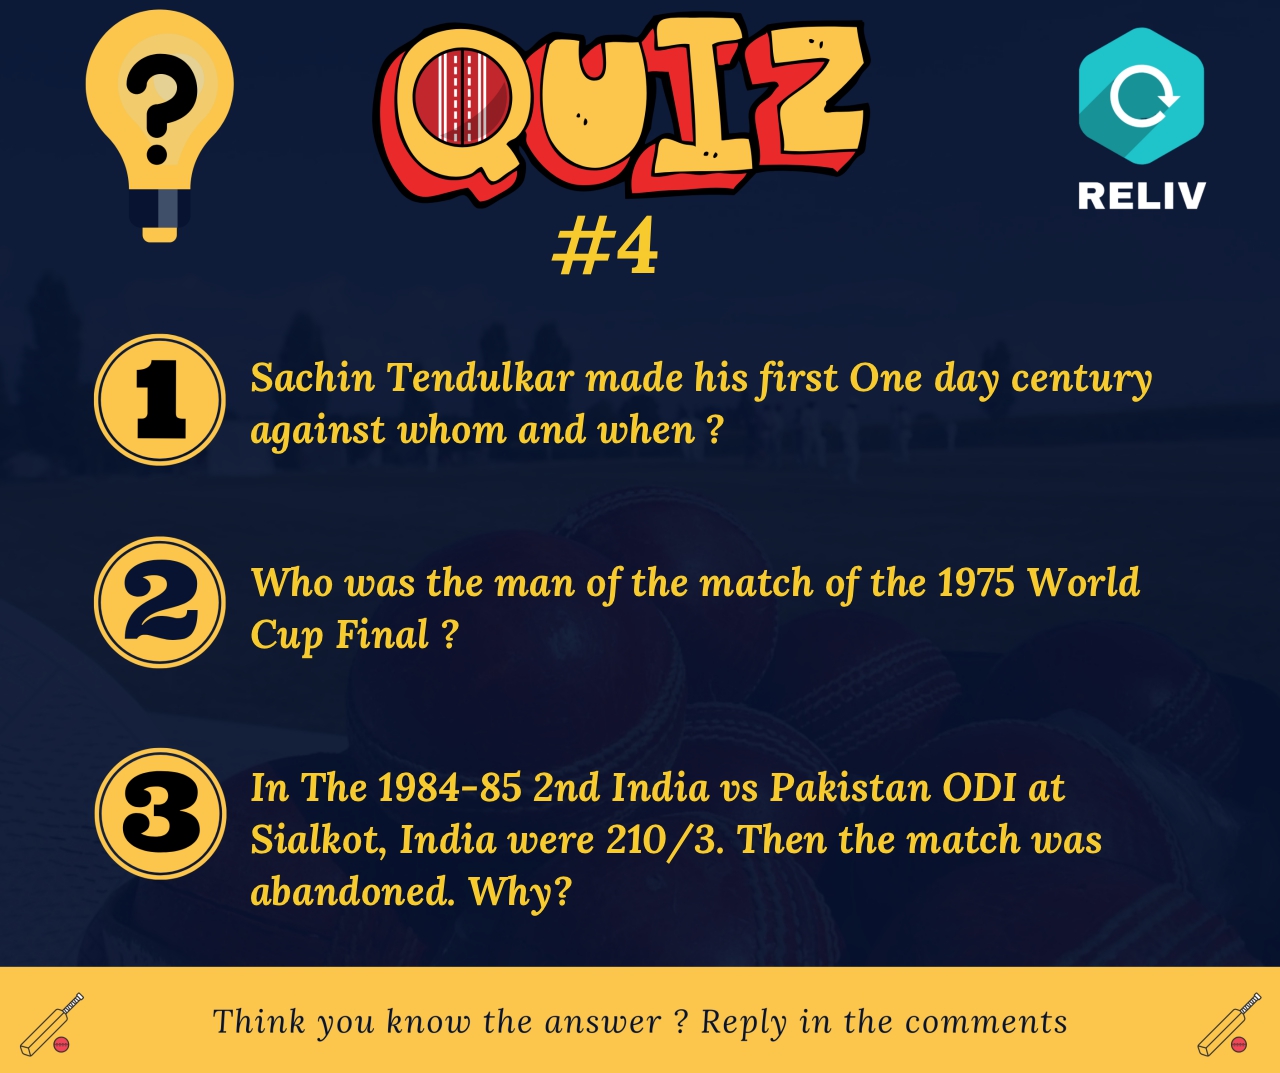 ?
QUIZ
RELIV
#4
1
Sachin Tendulkar made his first One day century
against whom and when ?
2
Who was the man of the match of the 1975 World
Cup Final ?
3
In The 1984-85 2nd India vs Pakistan ODI at
Sialkot, India were 210/3. Then the match was
abandoned. Why?
Think you know the answer ? Reply in the comments